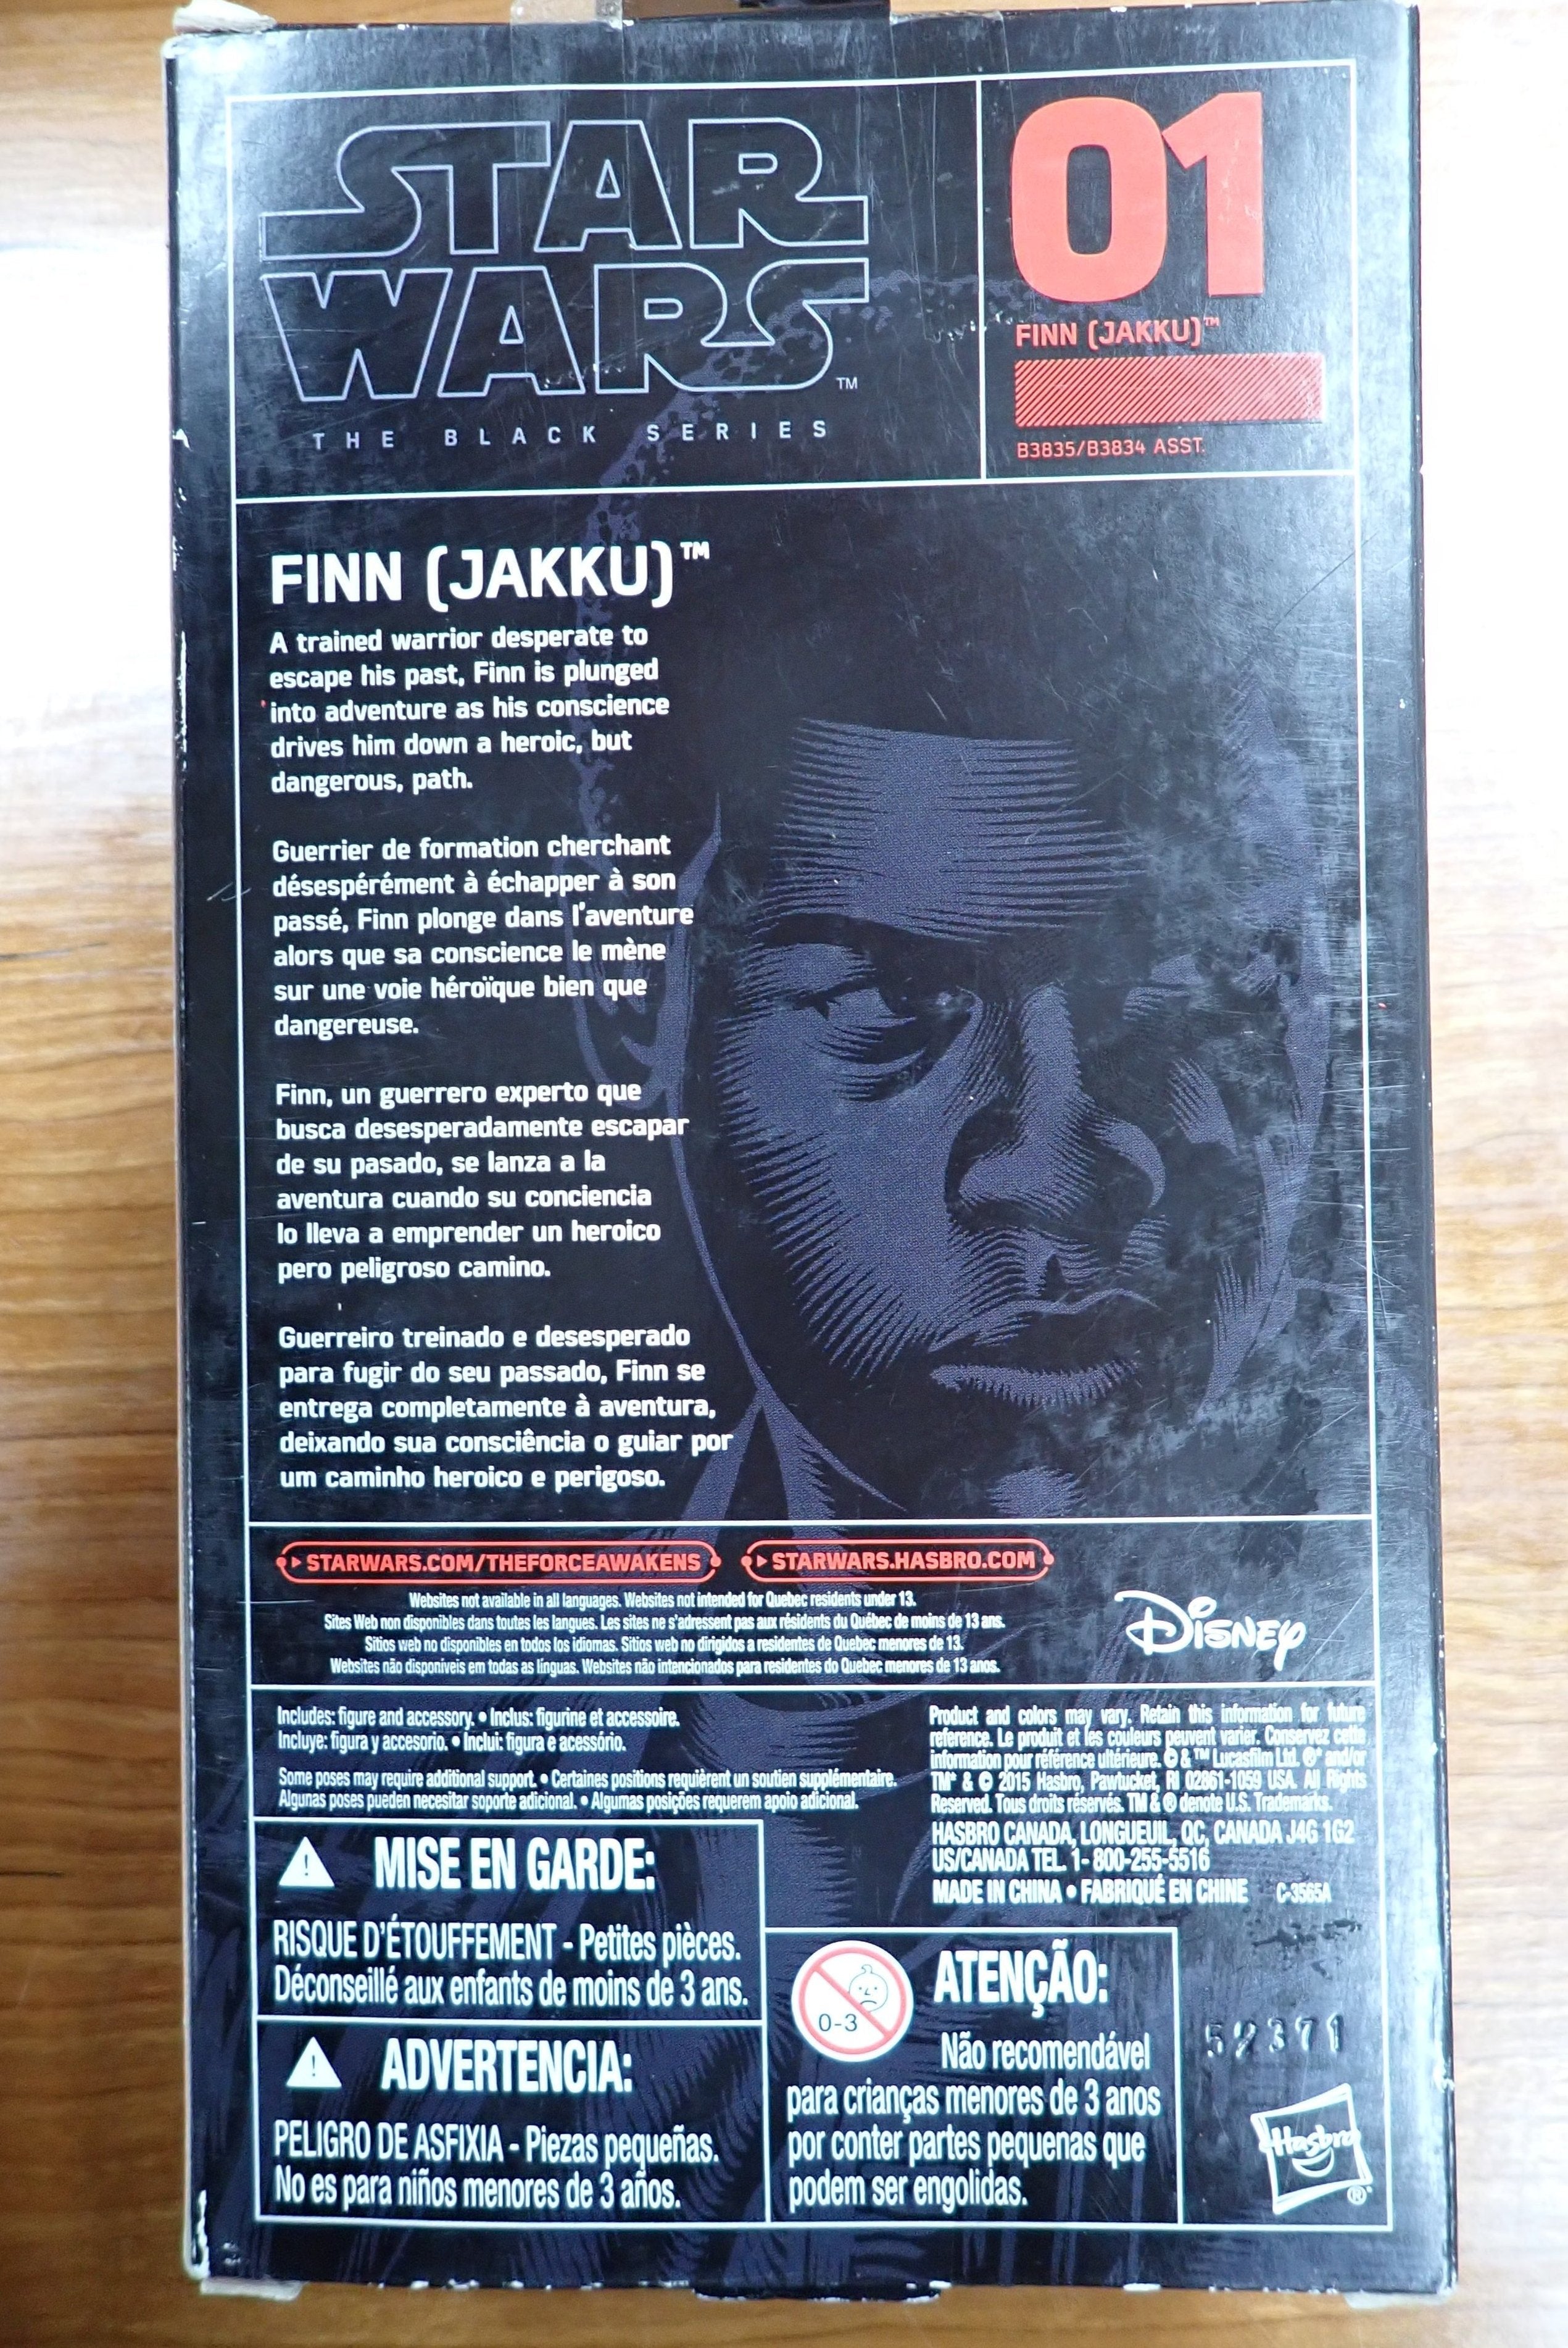 STAR
WARS™
THE BLACK SERIES
01
FINN (JAKKU)™
B3835/B3834 ASST.
FINN (JAKKU)™
A trained warrior desperate to
escape his past, Finn is plunged
into adventure as his conscience
drives him down a heroic, but
dangerous, path.
Guerrier de formation cherchant
désespérément à échapper à son
passé, Finn plonge dans l'aventure
alors que sa conscience le mène
sur une voie héroïque bien que
dangereuse.
Finn, un guerrero experto que
busca desesperadamente escapar
de su pasado, se lanza a la
aventura cuando su conciencia
lo lleva a emprender un heroico
pero peligroso camino.
Guerreiro treinado e desesperado
para fugir do seu passado, Finn se
entrega completamente à aventura,
deixando sua consciência o guiar por
um caminho heroico e perigoso.
STARWARS.COM/THEFORCEAWAKENS
STARWARS.HASBRO.COM
Websites not available in all languages. Websites not intended for Quebec residents under 13.
Sites Web non disponibles dans toutes les langues. Les sites ne s'adressent pas aux résidents du Québec de moins de 13 ans.
Sitios web no disponibles en todos los idiomas. Sitios web no dirigidos a residentes de Quebec menores de 13.
Websites não disponíveis em todas as línguas. Websites não intencionados para residentes do Quebec menores de 13 anos.
Disney
Includes: figure and accessory. • Inclus: figurine et accessoire.
Incluye: figura y accesorio. • Inclui: figura e acessório.
Some poses may require additional support. • Certaines positions requièrent un soutien supplémentaire.
Algunas poses pueden necesitar soporte adicional. • Algumas posições requerem apoio adicional.
Product and colors may vary. Retain this information for future
reference. Le produit et les couleurs peuvent varier. Conservez cette
information pour référence ultérieure. © & ™ Lucasfilm Ltd. ®* and/or
TM* & © 2015 Hasbro, Pawtucket, RI 02861-1059 USA. All Rights
Reserved. Tous droits réservés. TM & ® denote U.S. Trademarks.
HASBRO CANADA, LONGUEUIL, QC, CANADA J4G 1G2
US/CANADA TEL. 1- 800-255-5516
MADE IN CHINA • FABRIQUÉ EN CHINE C-3565A
MISE EN GARDE:
RISQUE D'ÉTOUFFEMENT - Petites pièces.
Déconseillé aux enfants de moins de 3 ans.
ADVERTENCIA:
PELIGRO DE ASFIXIA - Piezas pequeñas.
No es para niños menores de 3 años.
0-3
ATENÇÃO:
Não recomendável
para crianças menores de 3 anos
por conter partes pequenas que
podem ser engolidas.
52371
Hasbro
®*